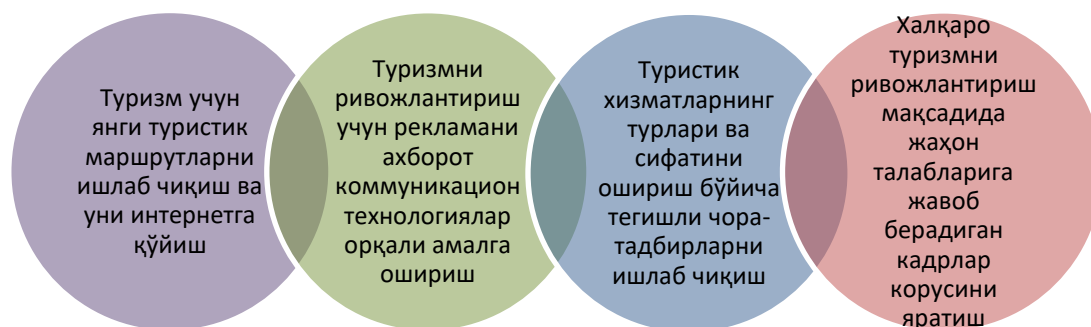 Туризм учун
янги туристик
маршрутларни
ишлаб чиқиш ва
уни интернетга
қўйиш
Туризмни
ривожлантириш
учун рекламани
ахборот
коммуникацион
технологиялар
орқали амалга
ошириш
Туристик
хизматларнинг
турлари ва
сифатини
ошириш бўйича
тегишли чора-
тадбирларни
ишлаб чиқиш
Халқаро
туризмни
ривожлантириш
мақсадида
жаҳон
талабларига
жавоб
берадиган
кадрлар
корусини
яратиш